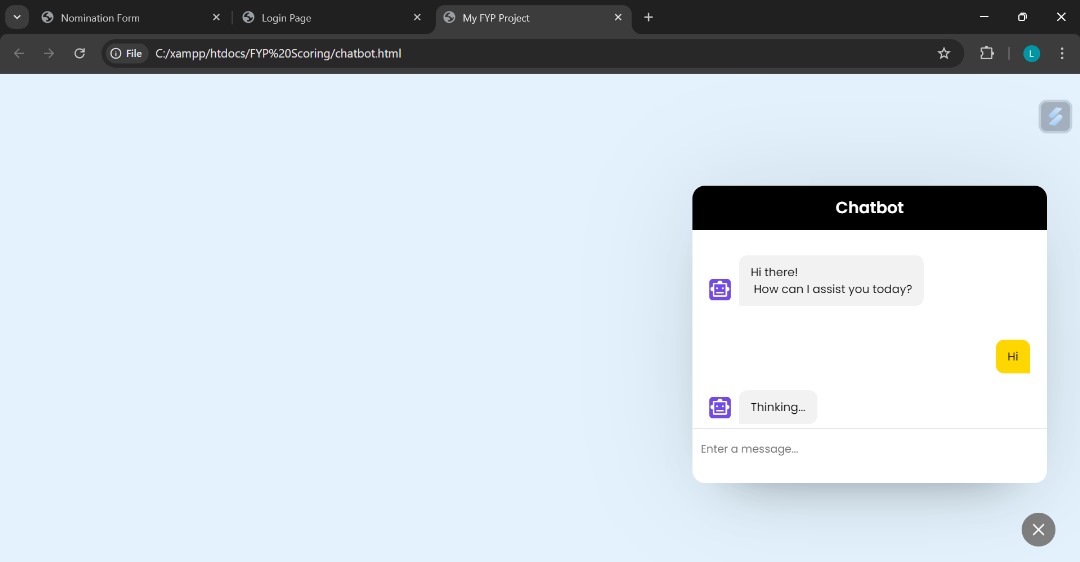 Nomination Form
Login Page
My FYP Project
File
C:/xampp/htdocs/FYP%20Scoring/chatbot.html
L
Chatbot
Hi there!
How can I assist you today?
Hi
Thinking...
Enter a message...